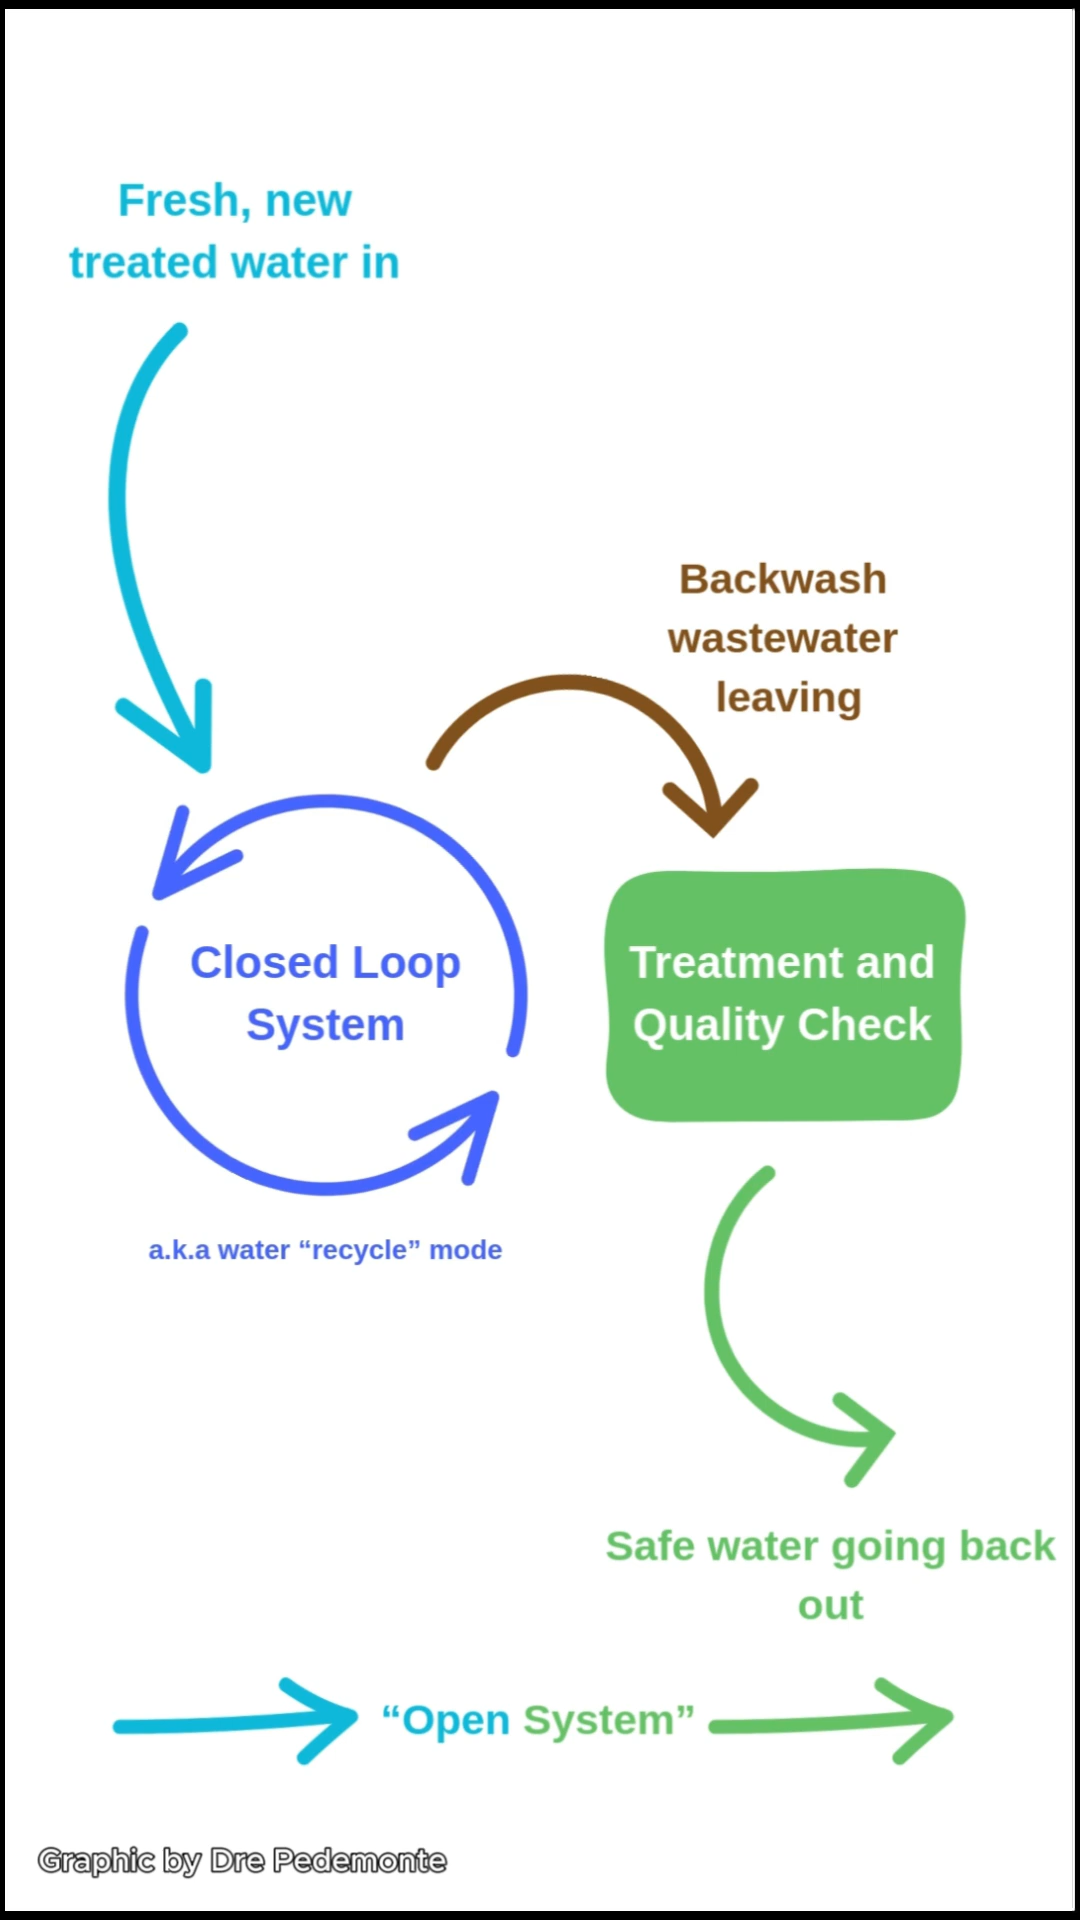 Fresh, new
treated water in
Backwash
wastewater
leaving
Closed Loop
System
Treatment and
Quality Check
a.k.a water “recycle” mode
Safe water going back
out
“Open System”
Graphic by Dre Pedemonte